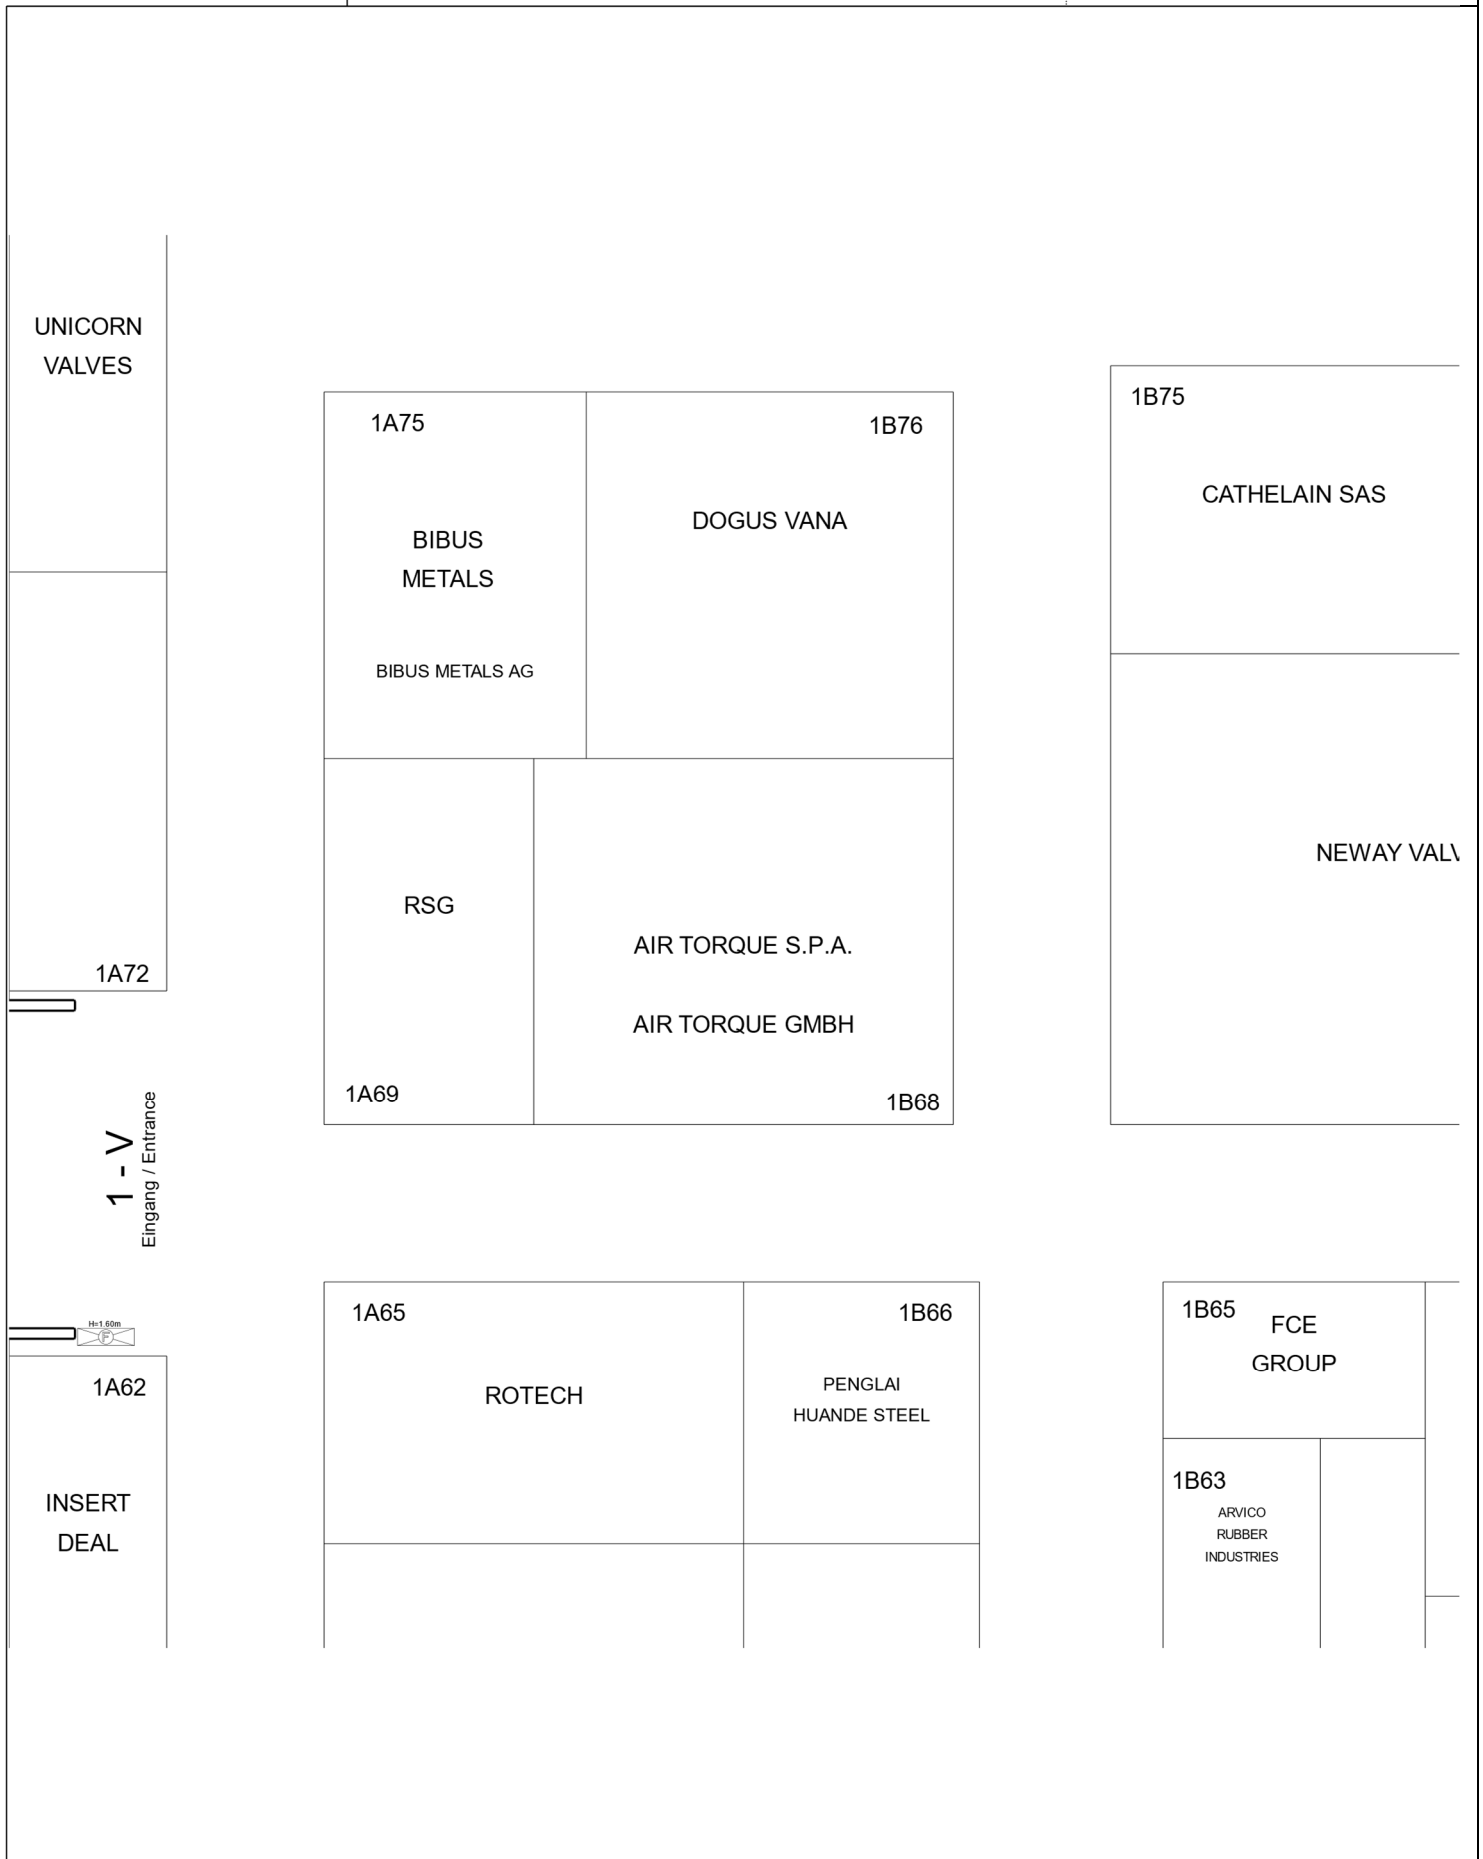 UNICORN
VALVES
1A75
1B76
1B75
CATHELAIN SAS
DOGUS VANA
BIBUS
METALS
BIBUS METALS AG
NEWAY VALV
RSG
AIR TORQUE S.P.A.
1A72
AIR TORQUE GMBH
1A69
1B68
1 - V
Eingang / Entrance
1A65
1B66
1B65
FCE
GROUP
H=1.60m
F
1A62
ROTECH
PENGLAI
HUANDE STEEL
1B63
ARVICO
RUBBER
INDUSTRIES
INSERT
DEAL